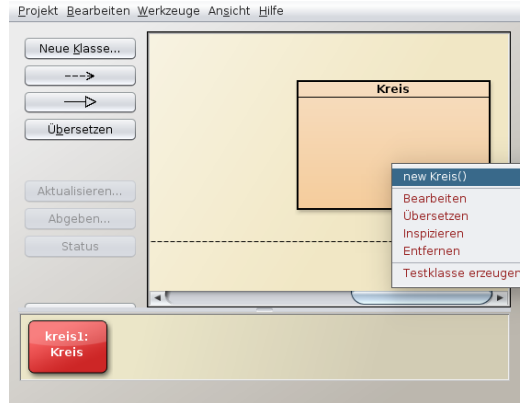 Projekt Bearbeiten Werkzeuge Ansicht Hilfe
Neue Klasse...
Übersetzen
Aktualisieren...
Abgeben...
Status
Kreis
new Kreis()
Bearbeiten
Übersetzen
Inspizieren
Entfernen
Testklasse erzeugen
kreis1:
Kreis